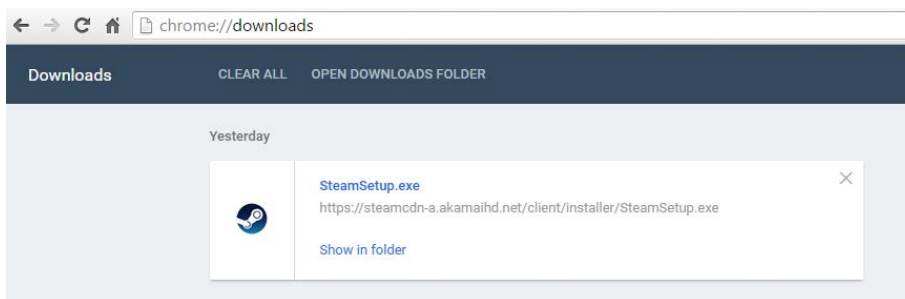 chrome://downloads
Downloads CLEAR ALL OPEN DOWNLOADS FOLDER
Yesterday
SteamSetup.exe
https://steamcdn-a.akamaihd.net/client/installer/SteamSetup.exe
Show in folder